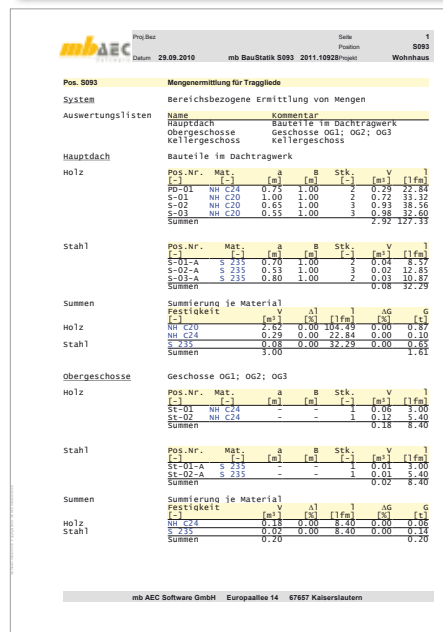 Proj.Bez Seite 1
mb AEC Position S093
Software Datum 29.09.2010 mb BauStatik S093 2011.10928 Projekt Wohnhaus
Pos. S093 Mengenermittlung für Traggliede
System Bereichsbezogene Ermittlung von Mengen
Auswertungslisten Name Kommentar
Hauptdach Bauteile im Dachtragwerk
Obergeschosse Geschosse OG1; OG2; OG3
Kellergeschoss Kellergeschoss
Hauptdach Bauteile im Dachtragwerk
Holz Pos.Nr. Mat. a B Stk. V l
[-] [-] [m] [m] [-] [m³] [lfm]
PD-01 NH C24 0.75 1.00 2 0.29 22.84
S-01 NH C20 1.00 1.00 2 0.72 33.32
S-02 NH C20 0.65 1.00 3 0.93 38.56
S-03 NH C20 0.55 1.00 3 0.98 32.60
Summen 2.92 127.33
Stahl Pos.Nr. Mat. a B Stk. V l
[-] [-] [m] [m] [-] [m³] [lfm]
S-01-A S 235 0.70 1.00 2 0.04 8.57
S-02-A S 235 0.53 1.00 3 0.02 12.85
S-03-A S 235 0.80 1.00 2 0.03 10.87
Summen 0.08 32.29
Summen Summierung je Material
Festigkeit V Δl l ΔG G
[-] [m³] [%] [lfm] [%] [t]
Holz NH C20 2.62 0.00 104.49 0.00 0.87
NH C24 0.29 0.00 22.84 0.00 0.10
Stahl S 235 0.08 0.00 32.29 0.00 0.65
Summen 3.00 1.61
Obergeschosse Geschosse OG1; OG2; OG3
Holz Pos.Nr. Mat. a B Stk. V l
[-] [-] [m] [m] [-] [m³] [lfm]
St-01 NH C24 - - 1 0.06 3.00
St-02 NH C24 - - 1 0.12 5.40
Summen 0.18 8.40
Stahl Pos.Nr. Mat. a B Stk. V l
[-] [-] [m] [m] [-] [m³] [lfm]
St-01-A S 235 - - 1 0.01 3.00
St-02-A S 235 - - 1 0.01 5.40
Summen 0.02 8.40
Summen Summierung je Material
Festigkeit V Δl l ΔG G
[-] [m³] [%] [lfm] [%] [t]
Holz NH C24 0.18 0.00 8.40 0.00 0.06
Stahl S 235 0.02 0.00 8.40 0.00 0.14
Summen 0.20 0.20
mb AEC Software GmbH Europaallee 14 67657 Kaiserslautern